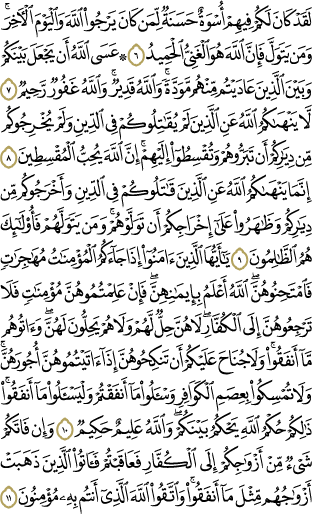 لَقَدْ كَانَ لَكُمْ فِيهِمْ أُسْوَةٌ حَسَنَةٌ لِّمَن كَانَ يَرْجُوا۟ ٱللَّهَ وَٱلْيَوْمَ ٱلْـَٔاخِرَ ۚ
وَمَن يَتَوَلَّ فَإِنَّ ٱللَّهَ هُوَ ٱلْغَنِىُّ ٱلْحَمِيدُ ٦ ۞ عَسَى ٱللَّهُ أَن يَجْعَلَ بَيْنَكُمْ
وَبَيْنَ ٱلَّذِينَ عَادَيْتُم مِّنْهُم مَّوَدَّةً ۚ وَٱللَّهُ قَدِيرٌ ۚ وَٱللَّهُ غَفُورٌ رَّحِيمٌ ٧
لَّا يَنْهَىٰكُمُ ٱللَّهُ عَنِ ٱلَّذِينَ لَمْ يُقَـٰتِلُوكُمْ فِى ٱلدِّينِ وَلَمْ يُخْرِجُوكُم
مِّن دِيَـٰرِكُمْ أَن تَبَرُّوهُمْ وَتُقْسِطُوٓا۟ إِلَيْهِمْ ۚ إِنَّ ٱللَّهَ يُحِبُّ ٱلْمُقْسِطِينَ ٨
إِنَّمَا يَنْهَىٰكُمُ ٱللَّهُ عَنِ ٱلَّذِينَ قَـٰتَلُوكُمْ فِى ٱلدِّينِ وَأَخْرَجُوكُم مِّن
دِيَـٰرِكُمْ وَظَـٰهَرُوا۟ عَلَىٰٓ إِخْرَاجِكُمْ أَن تَوَلَّوْهُمْ ۚ وَمَن يَتَوَلَّهُمْ فَأُو۟لَـٰٓئِكَ
هُمُ ٱلظَّـٰلِمُونَ ٩ يَـٰٓأَيُّهَا ٱلَّذِينَ ءَامَنُوٓا۟ إِذَا جَآءَكُمُ ٱلْمُؤْمِنَـٰتُ مُهَـٰجِرَٰتٍ
فَٱمْتَحِنُوهُنَّ ۖ ٱللَّهُ أَعْلَمُ بِإِيمَـٰنِهِنَّ ۖ فَإِنْ عَلِمْتُمُوهُنَّ مُؤْمِنَـٰتٍ فَلَا
تَرْجِعُوهُنَّ إِلَى ٱلْكُفَّارِ ۖ لَا هُنَّ حِلٌّ لَّهُمْ وَلَا هُمْ يَحِلُّونَ لَهُنَّ ۖ وَءَاتُوهُم
مَّآ أَنفَقُوا۟ ۚ وَلَا جُنَاحَ عَلَيْكُمْ أَن تَنكِحُوهُنَّ إِذَآ ءَاتَيْتُمُوهُنَّ أُجُورَهُنَّ ۚ
وَلَا تُمْسِكُوا۟ بِعِصَمِ ٱلْكَوَافِرِ وَسْـَٔلُوا۟ مَآ أَنفَقْتُمْ وَلْيَسْـَٔلُوا۟ مَآ أَنفَقُوا۟ ۚ
ذَٰلِكُمْ حُكْمُ ٱللَّهِ ۖ يَحْكُمُ بَيْنَكُمْ ۚ وَٱللَّهُ عَلِيمٌ حَكِيمٌ ١٠ وَإِن فَاتَكُمْ
شَىْءٌ مِّنْ أَزْوَٰجِكُمْ إِلَى ٱلْكُفَّارِ فَعَاقَبْتُمْ فَـَٔاتُوا۟ ٱلَّذِينَ ذَهَبَتْ
أَزْوَٰجُهُم مِّثْلَ مَآ أَنفَقُوا۟ ۚ وَٱتَّقُوا۟ ٱللَّهَ ٱلَّذِىٓ أَنتُم بِهِۦ مُؤْمِنُونَ ١١